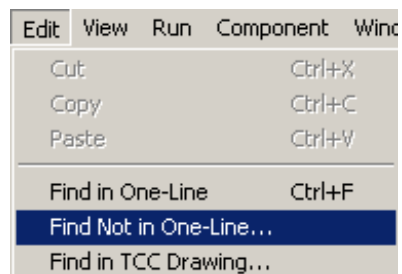 Edit View Run Component Wind
Cut Ctrl+X
Copy Ctrl+C
Paste Ctrl+V
Find in One-Line Ctrl+F
Find Not in One-Line...
Find in TCC Drawing...